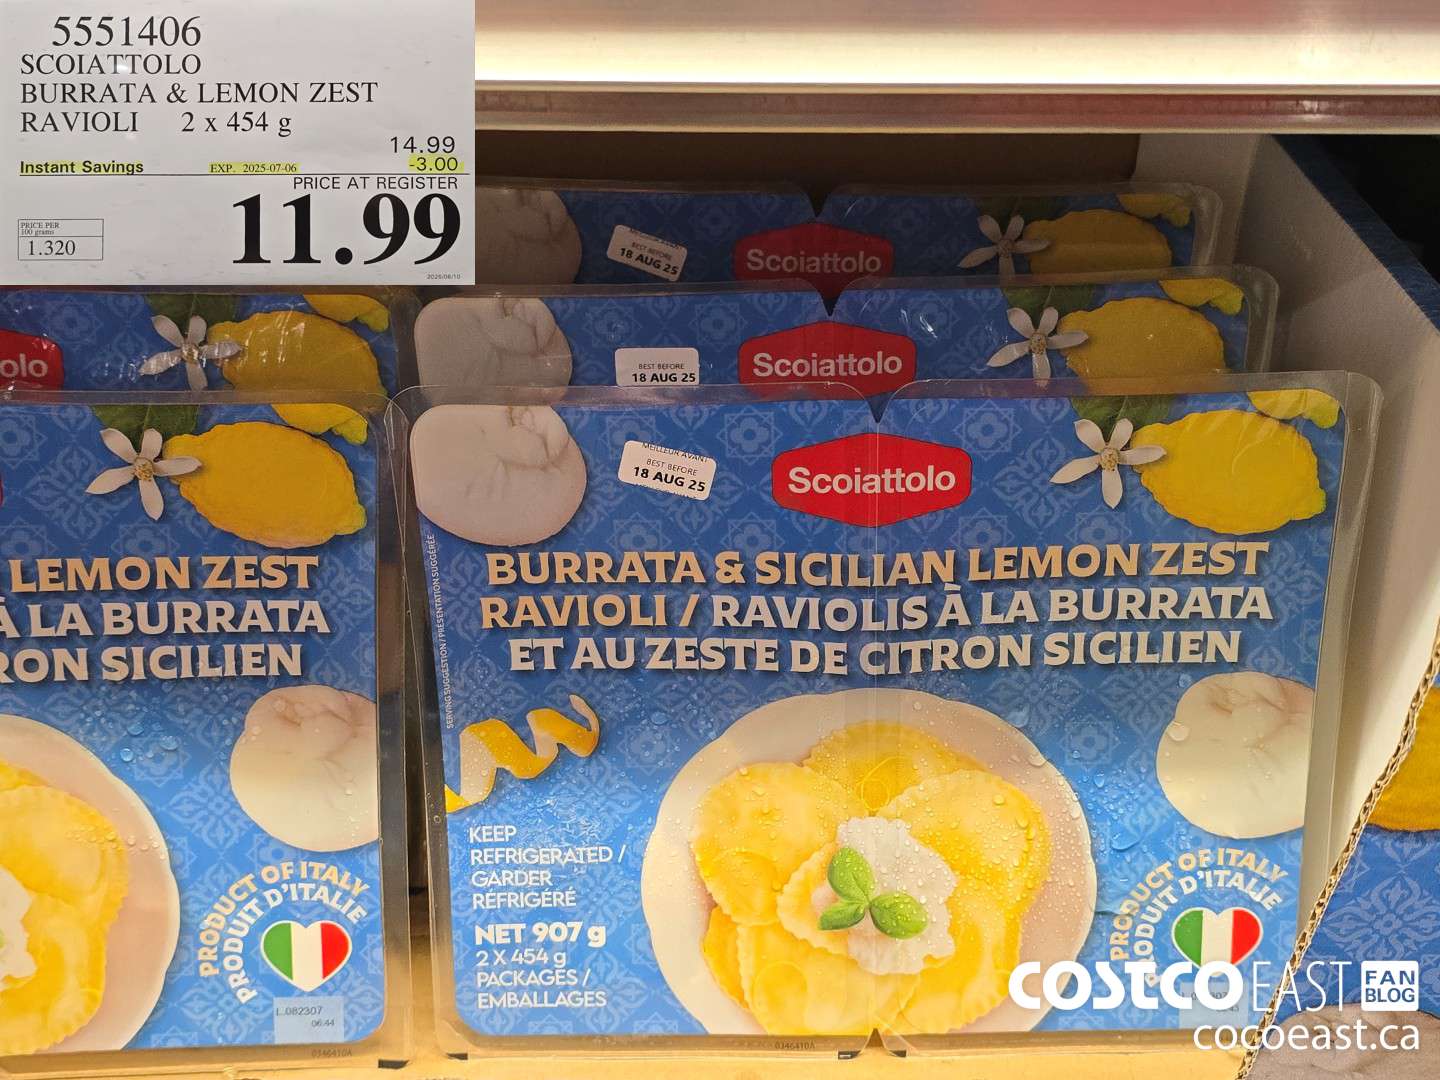 5551406
SCOIATTOLO
BURRATA & LEMON ZEST
RAVIOLI 2 x 454 g
14.99
Instant Savings EXP. 2025-07-06 -3.00
PRICE AT REGISTER
11.99
PRICE PER
100 grams
1.320
MEILLEUR AVANT
BEST BEFORE
18 AUG 25
Scoiattolo
BEST BEFORE
18 AUG 25
Scoiattolo
olo
MEILLEUR AVANT
BEST BEFORE
18 AUG 25
Scoiattolo
LEMON ZEST
À LA BURRATA
RON SICILIEN
PRODUCT OF ITALY
PRODUIT D'ITALIE
L.082307
06:44
0346410A
BURRATA & SICILIAN LEMON ZEST
RAVIOLI / RAVIOLIS À LA BURRATA
ET AU ZESTE DE CITRON SICILIEN
SERVING SUGGESTION / PRÉSENTATION SUGGÉRÉE
KEEP
REFRIGERATED /
GARDER
RÉFRIGÉRÉ
NET 907 g
2 X 454 g
PACKAGES /
EMBALLAGES
PRODUCT OF ITALY
PRODUIT D'ITALIE
0346410A
COSTCO EAST FAN
BLOG
cocoeast.ca